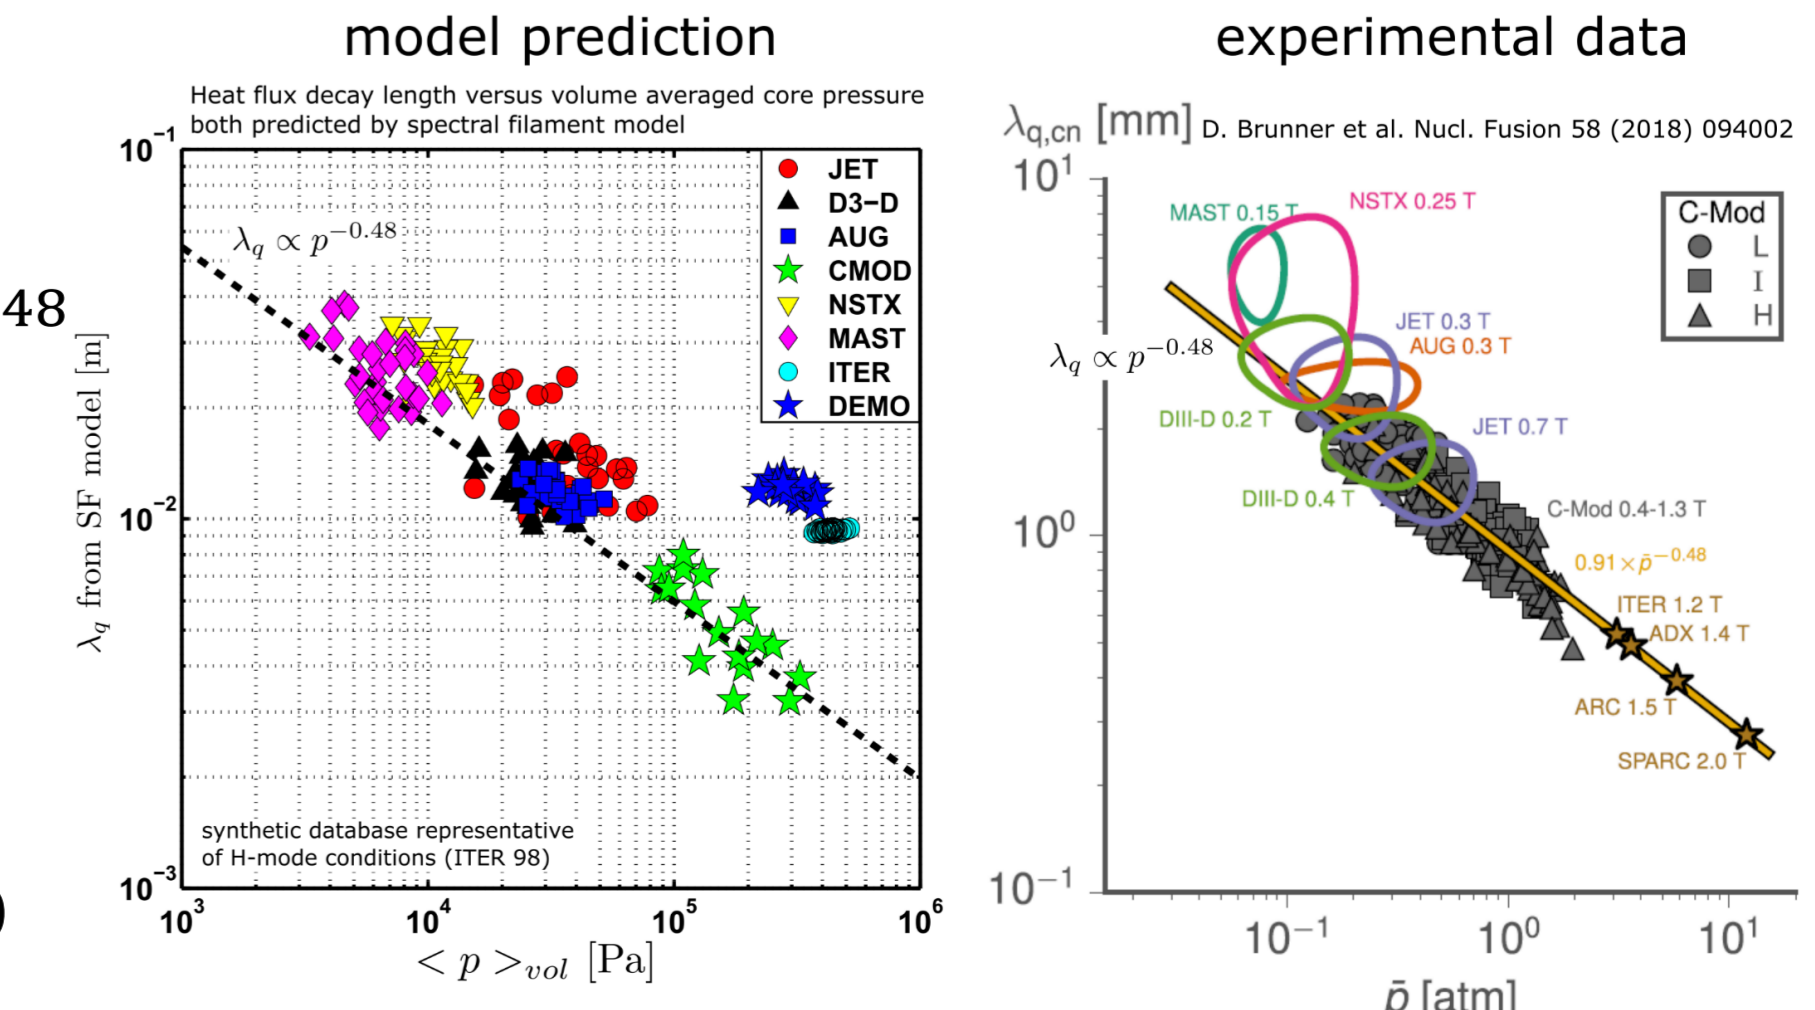 model prediction
Heat flux decay length versus volume averaged core pressure
both predicted by spectral filament model
48
)
λq from SF model [m]
10⁻¹
10⁻²
10⁻³
λq ∝ p⁻⁰·⁴⁸
JET
D3−D
AUG
CMOD
NSTX
MAST
ITER
DEMO
synthetic database representative
of H-mode conditions (ITER 98)
10³ 10⁴ 10⁵ 10⁶
< p >vol [Pa]
experimental data
λq,cn [mm] D. Brunner et al. Nucl. Fusion 58 (2018) 094002
10¹
10⁰
10⁻¹
MAST 0.15 T
NSTX 0.25 T
C-Mod
L
I
H
JET 0.3 T
AUG 0.3 T
λq ∝ p⁻⁰·⁴⁸
DIII-D 0.2 T
JET 0.7 T
DIII-D 0.4 T
C-Mod 0.4-1.3 T
0.91×p̄⁻⁰·⁴⁸
ITER 1.2 T
ADX 1.4 T
ARC 1.5 T
SPARC 2.0 T
10⁻¹ 10⁰ 10¹
p̄ [atm]